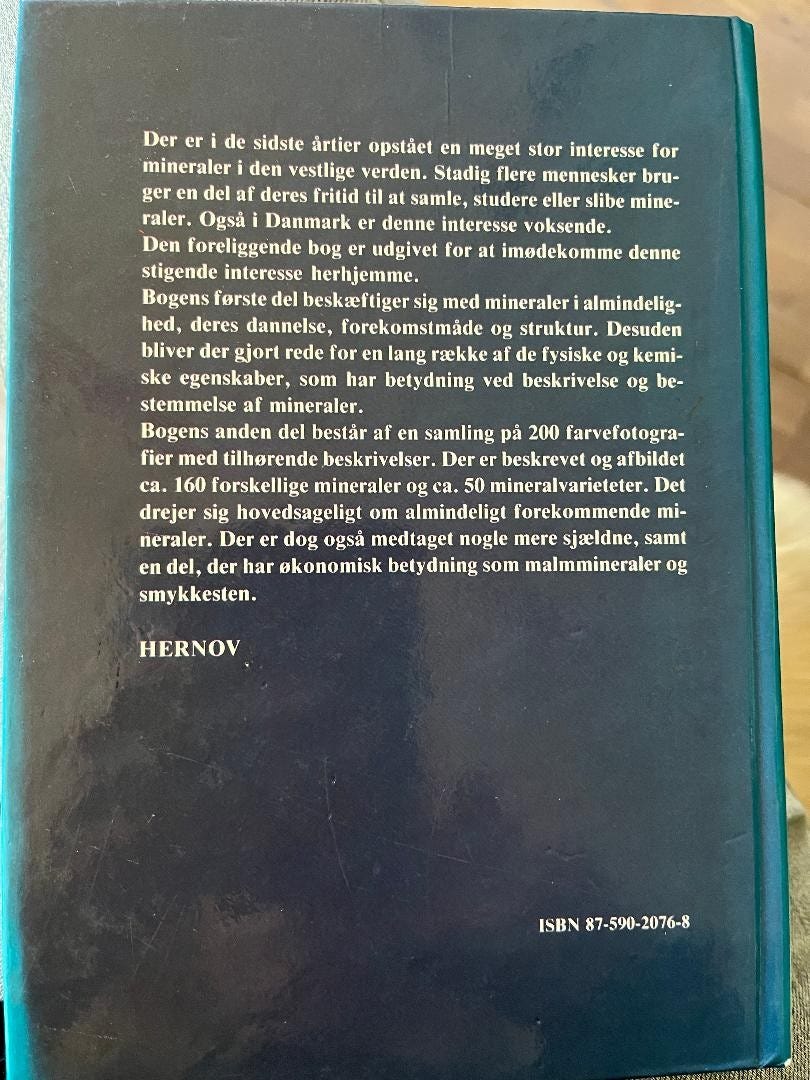 Der er i de sidste årtier opstået en meget stor interesse for
mineraler i den vestlige verden. Stadig flere mennesker bru-
ger en del af deres fritid til at samle, studere eller slibe mine-
raler. Også i Danmark er denne interesse voksende.
Den foreliggende bog er udgivet for at imødekomme denne
stigende interesse herhjemme.
Bogens første del beskæftiger sig med mineraler i almindelig-
hed, deres dannelse, forekomstmåde og struktur. Desuden
bliver der gjort rede for en lang række af de fysiske og kemi-
ske egenskaber, som har betydning ved beskrivelse og be-
stemmelse af mineraler.
Bogens anden del består af en samling på 200 farvefotogra-
fier med tilhørende beskrivelser. Der er beskrevet og afbildet
ca. 160 forskellige mineraler og ca. 50 mineralvarieteter. Det
drejer sig hovedsageligt om almindeligt forekommende mi-
neraler. Der er dog også medtaget nogle mere sjældne, samt
en del, der har økonomisk betydning som malmmineraler og
smykkesten.
HERNOV
ISBN 87-590-2076-8